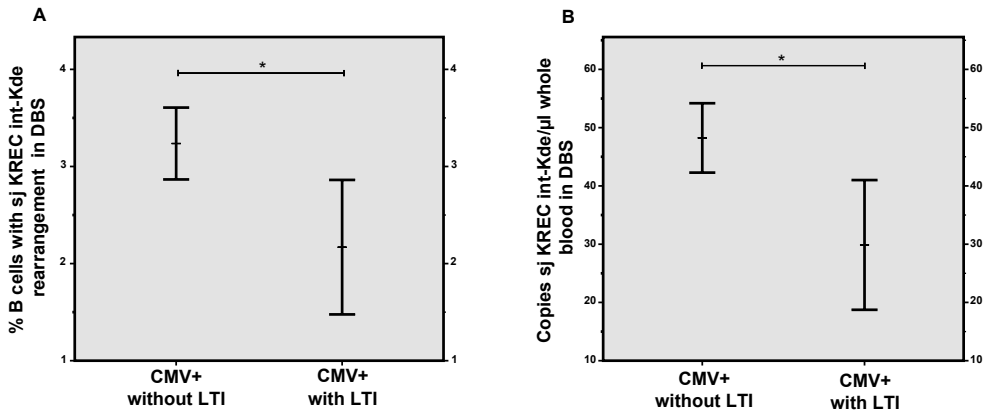 A
% B cells with sj KREC int-Kde
rearrangement in DBS
4
3
2
1
*
4
3
2
1
CMV+
without LTI
CMV+
with LTI
B
Copies sj KREC int-Kde/µl whole
blood in DBS
60
50
40
30
20
10
*
60
50
40
30
20
10
CMV+
without LTI
CMV+
with LTI